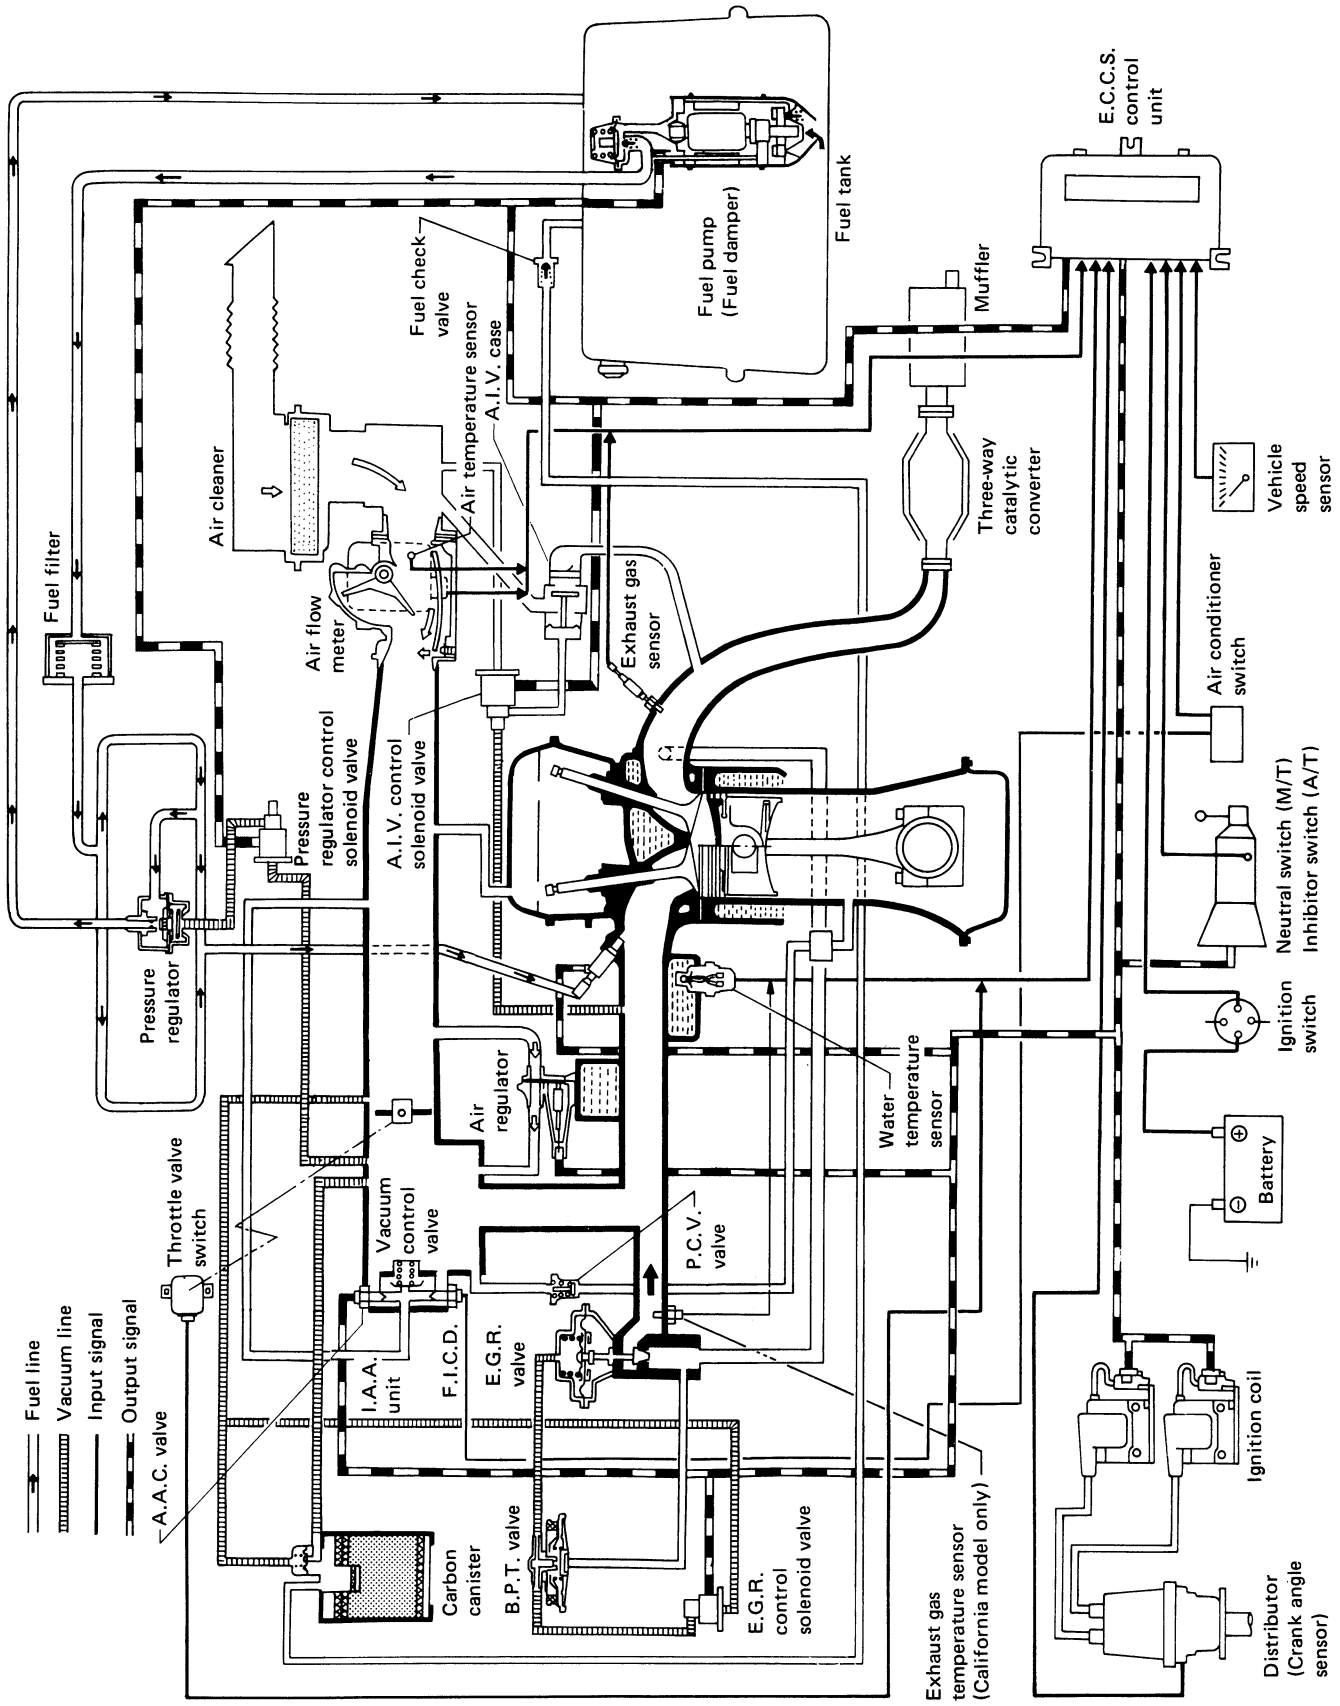 Fuel line
Vacuum line
Input signal
Output signal
A.A.C. valve
Throttle valve
switch
Pressure
regulator
Fuel filter
Air cleaner
Air flow
meter
Pressure
regulator control
solenoid valve
A.I.V. control
solenoid valve
Fuel check
valve
Air temperature sensor
A.I.V. case
Exhaust gas
sensor
Fuel pump
(Fuel damper)
Fuel tank
Muffler
Three-way
catalytic
converter
E.C.C.S.
control
unit
Vacuum
control
valve
I.A.A.
unit
F.I.C.D.
E.G.R.
valve
Air
regulator
P.C.V.
valve
Water
temperature
sensor
Carbon
canister
B.P.T. valve
E.G.R.
control
solenoid valve
Exhaust gas
temperature sensor
(California model only)
Vehicle
speed
sensor
Air conditioner
switch
Neutral switch (M/T)
Inhibitor switch (A/T)
Ignition
switch
Battery
Ignition coil
Distributor
(Crank angle
sensor)